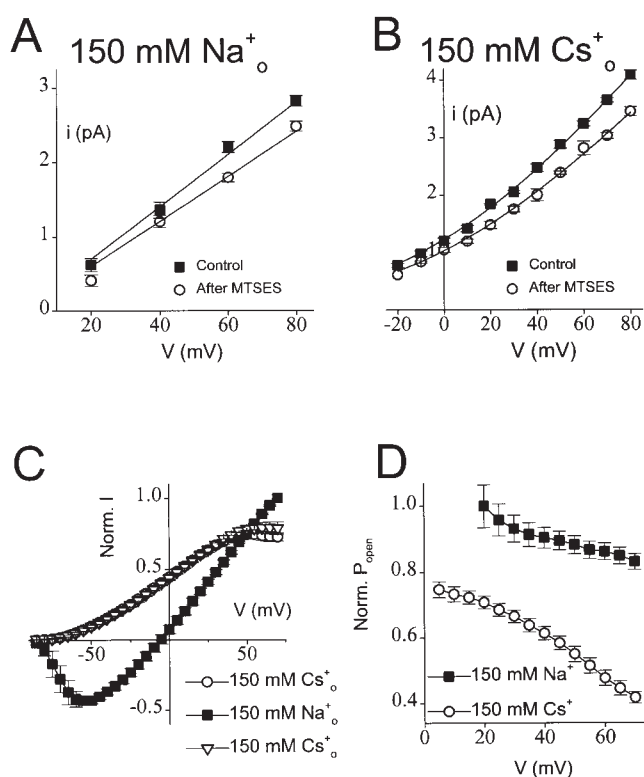 A
150 mM Na+o
3
i (pA)
2
1
0
Control
After MTSES
20 40 60 80
V (mV)
B
150 mM Cs+o
4
i (pA)
3
2
Control
After MTSES
-20 0 20 40 60 80
V (mV)
C
Norm. I
1.0
0.5
V (mV)
-50 50
-0.5
150 mM Cs+o
150 mM Na+o
150 mM Cs+o
D
Norm. Popen
1.0
0.8
0.6
0.4
150 mM Na+
150 mM Cs+
0 20 40 60
V (mV)